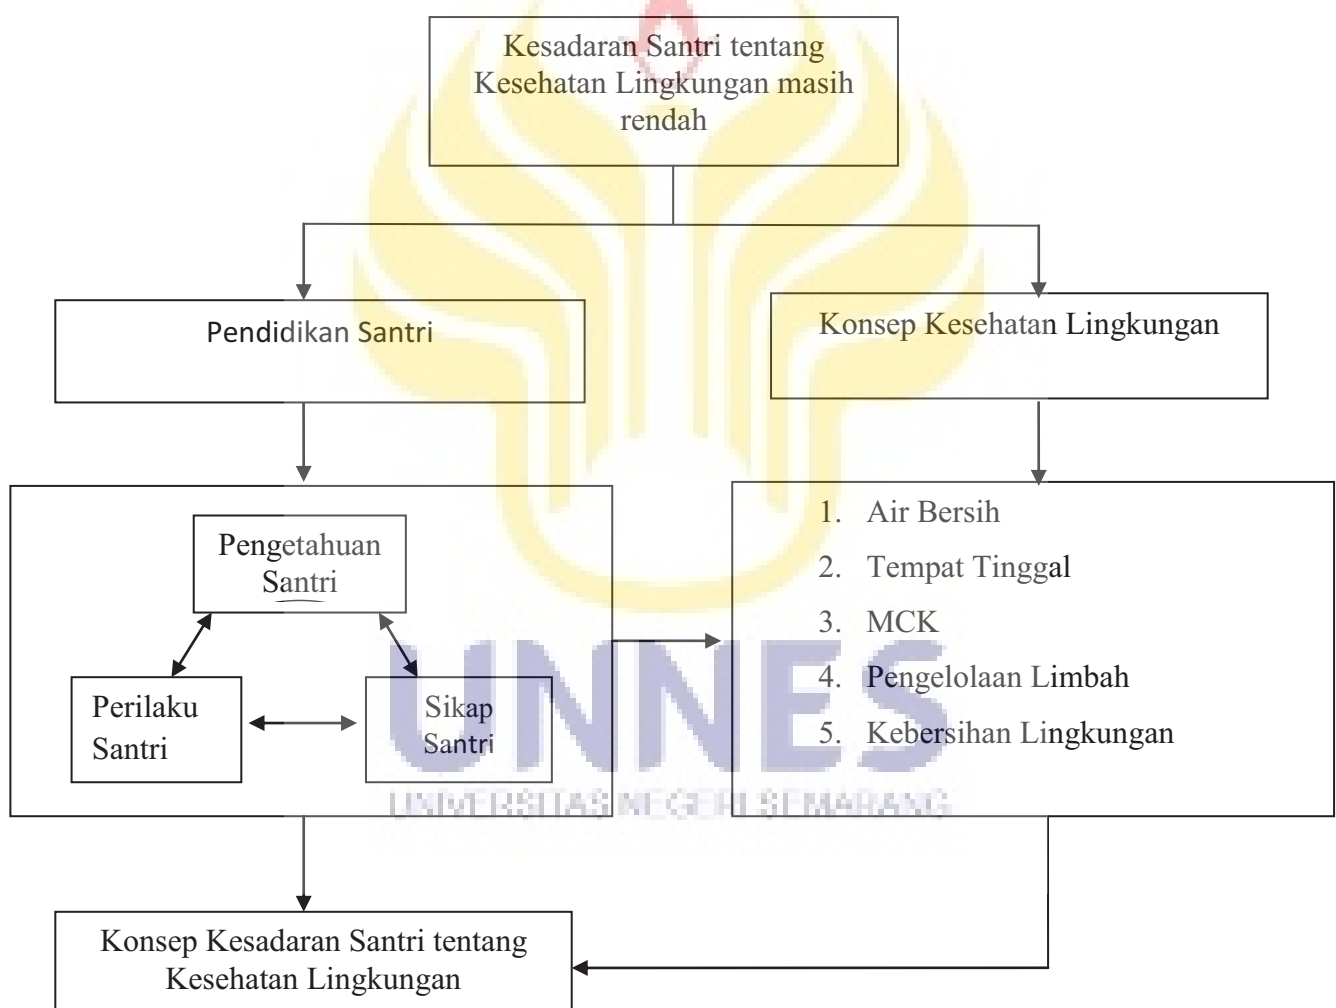 Kesadaran Santri tentang
Kesehatan Lingkungan masih
rendah
Pendidikan Santri
Konsep Kesehatan Lingkungan
Pengetahuan
Santri
Perilaku
Santri
Sikap
Santri
1. Air Bersih
2. Tempat Tinggal
3. MCK
4. Pengelolaan Limbah
5. Kebersihan Lingkungan
UNNES
UNIVERSITAS NEGERI SEMARANG
Konsep Kesadaran Santri tentang
Kesehatan Lingkungan